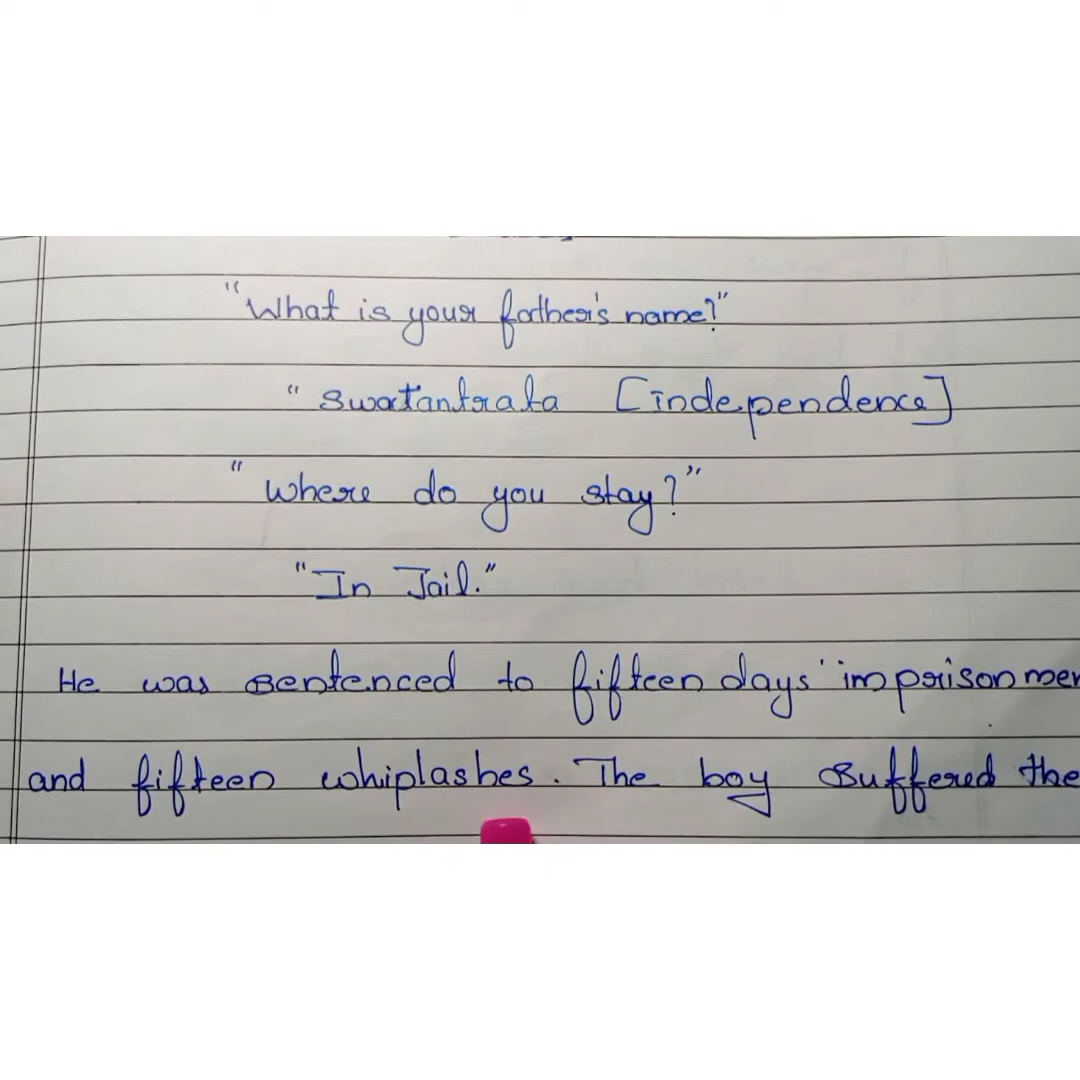 "What is your father's name?"
"Swatantrata [independence]
"Where do you stay?"
"In Jail."
He was sentenced to fifteen days' imprisonmen
and fifteen whiplashes. The boy suffered the